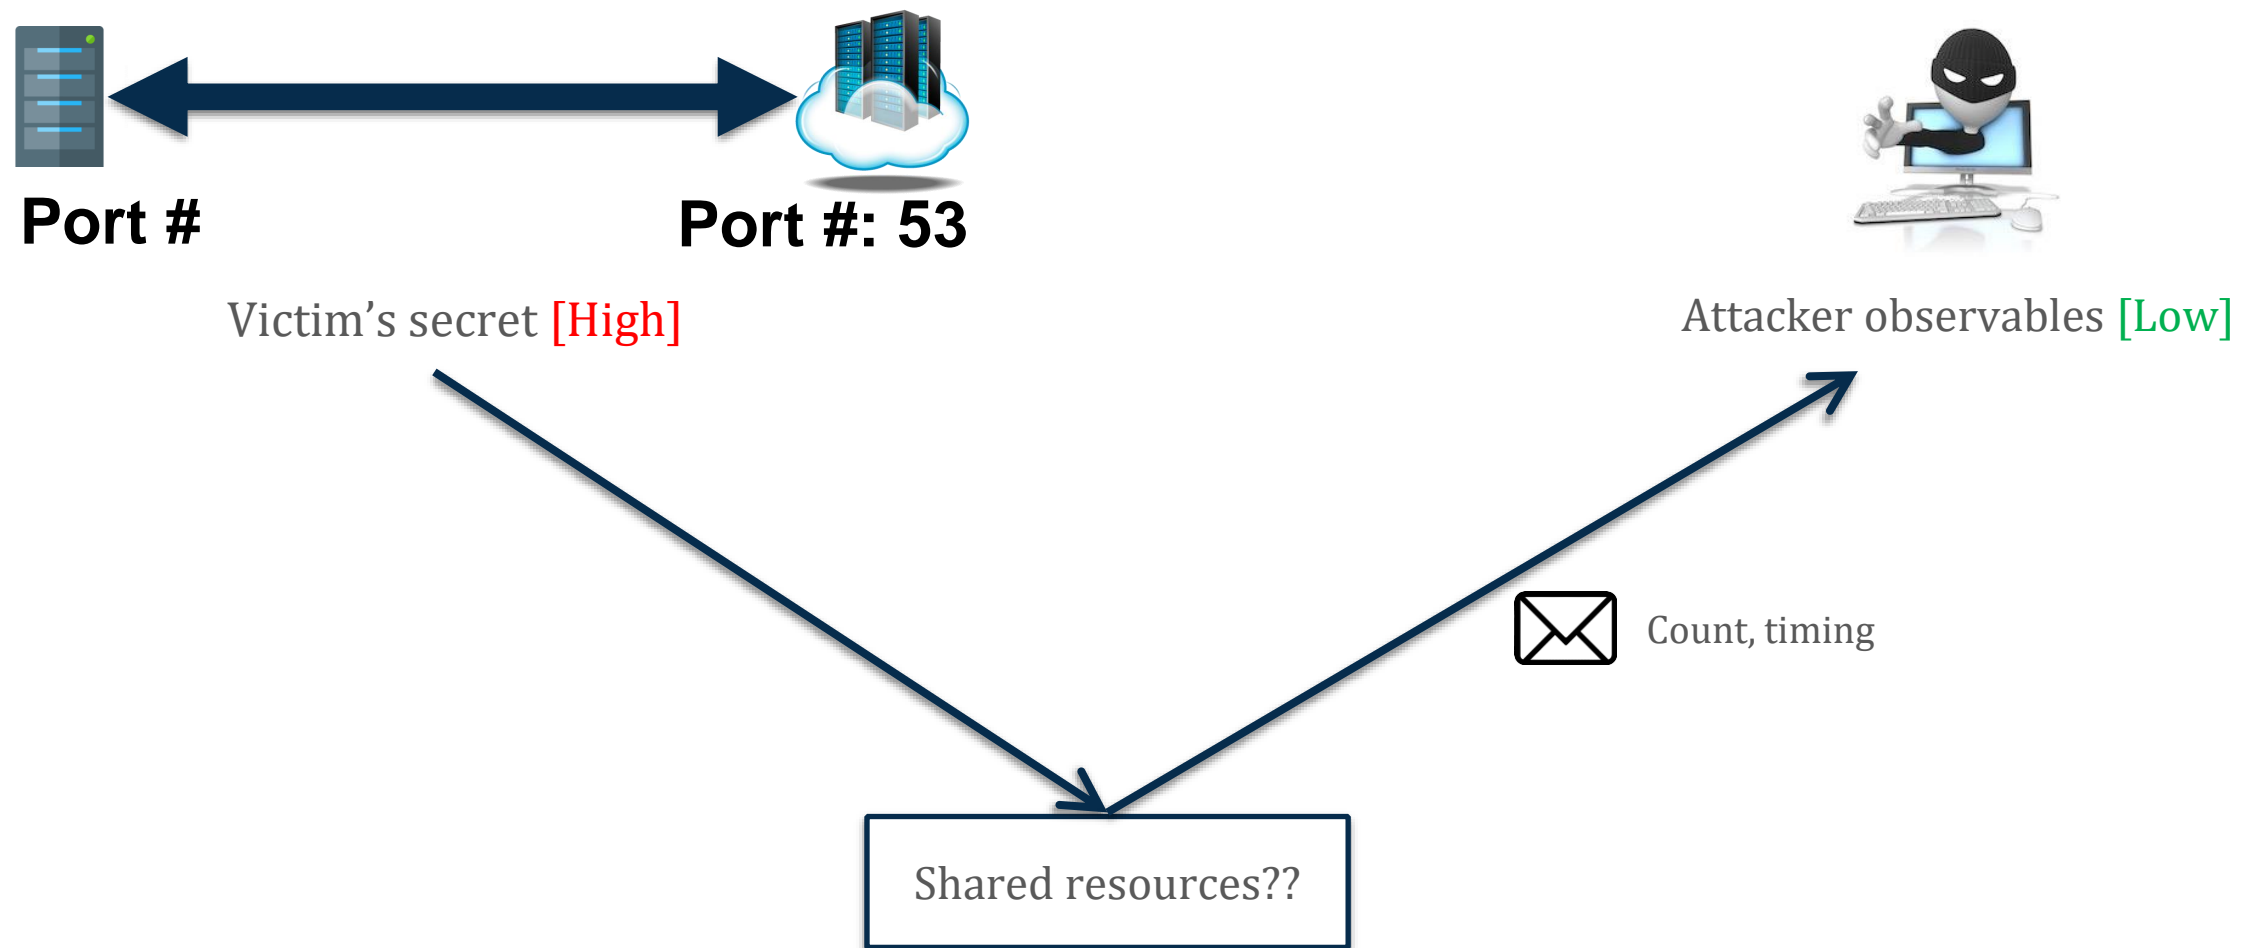 Port #
Port #: 53
Victim’s secret [High]
Attacker observables [Low]
Count, timing
Shared resources??